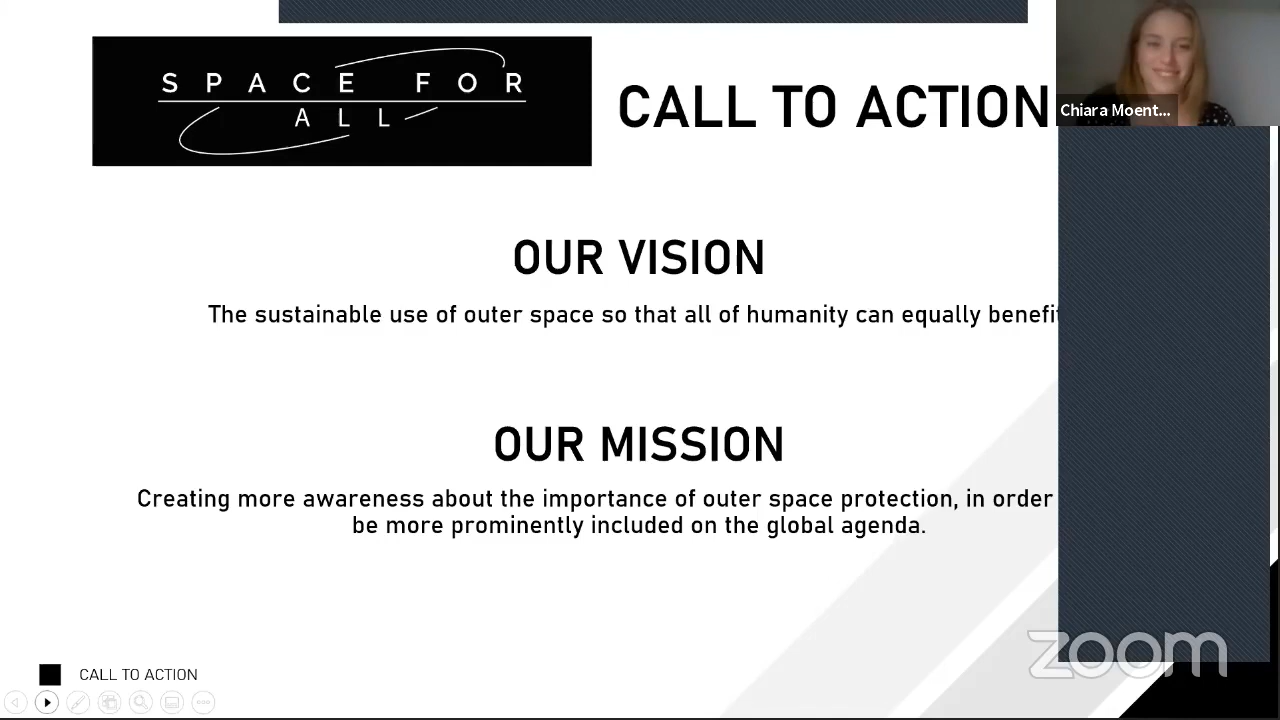 SPACE FOR
ALL
CALL TO ACTION
Chiara Moent...
OUR VISION
The sustainable use of outer space so that all of humanity can equally benefit
OUR MISSION
Creating more awareness about the importance of outer space protection, in order
be more prominently included on the global agenda.
zoom
CALL TO ACTION